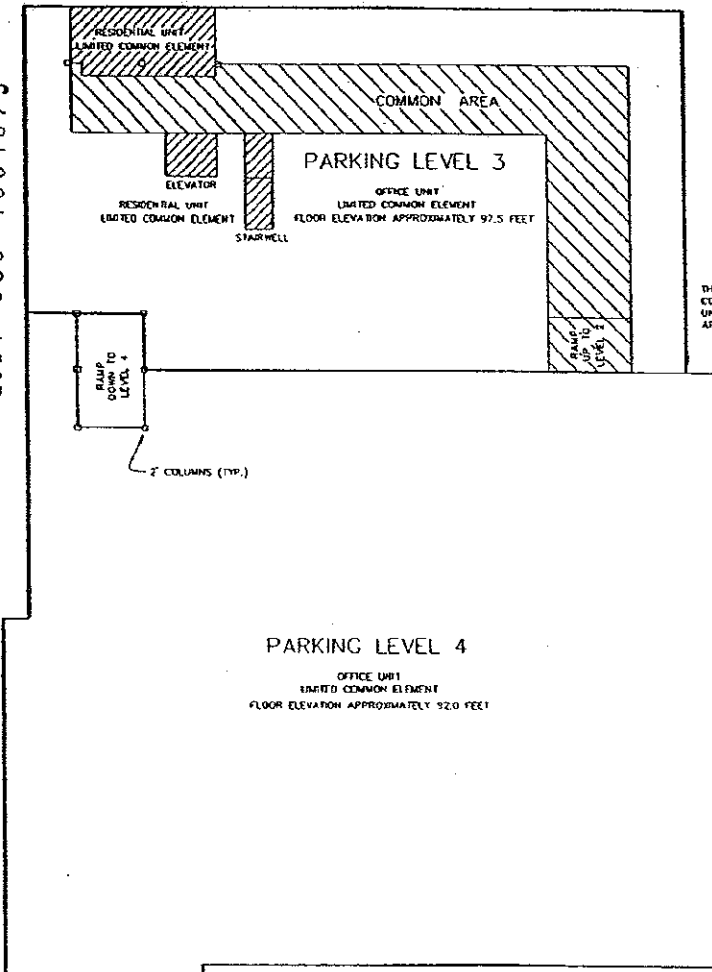 RESIDENTIAL UNIT
LIMITED COMMON ELEMENT
COMMON AREA
PARKING LEVEL 3
OFFICE UNIT
LIMITED COMMON ELEMENT
FLOOR ELEVATION APPROXIMATELY 97.5 FEET
ELEVATOR
RESIDENTIAL UNIT
LIMITED COMMON ELEMENT
STAIRWELL
RAMP
UP TO
LEVEL 2
RAMP
DOWN TO
LEVEL 4
2' COLUMNS (TYP.)
PARKING LEVEL 4
OFFICE UNIT
LIMITED COMMON ELEMENT
FLOOR ELEVATION APPROXIMATELY 92.0 FEET